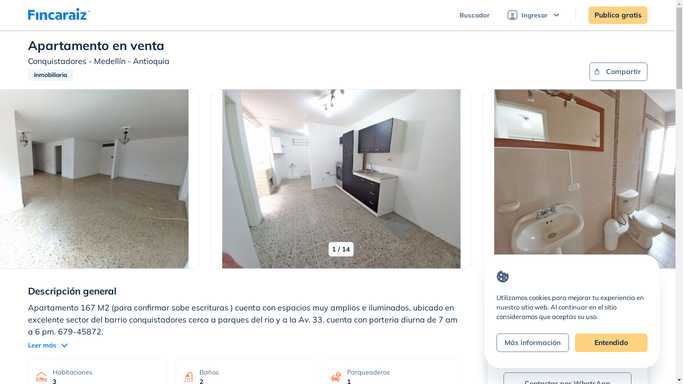 Fincaraiz
Buscador
Ingresar
Publica gratis
Apartamento en venta
Conquistadores - Medellín - Antioquia
Inmobiliaria
Compartir
1 / 14
Descripción general
Apartamento 167 M2 (para confirmar sobe escrituras ) cuenta con espacios muy amplios e iluminados, ubicado en
excelente sector del barrio conquistadores cerca a parques del rio y a la Av. 33. cuenta con porteria diurna de 7 am
a 6 pm. 679-45872.
Leer más
Habitaciones
3
Baños
2
Parqueaderos
1
Utilizamos cookies para mejorar tu experiencia en
nuestro sitio web. Al continuar en el sitio
consideramos que aceptas su uso.
Más información
Entendido
Contactar por WhatsApp